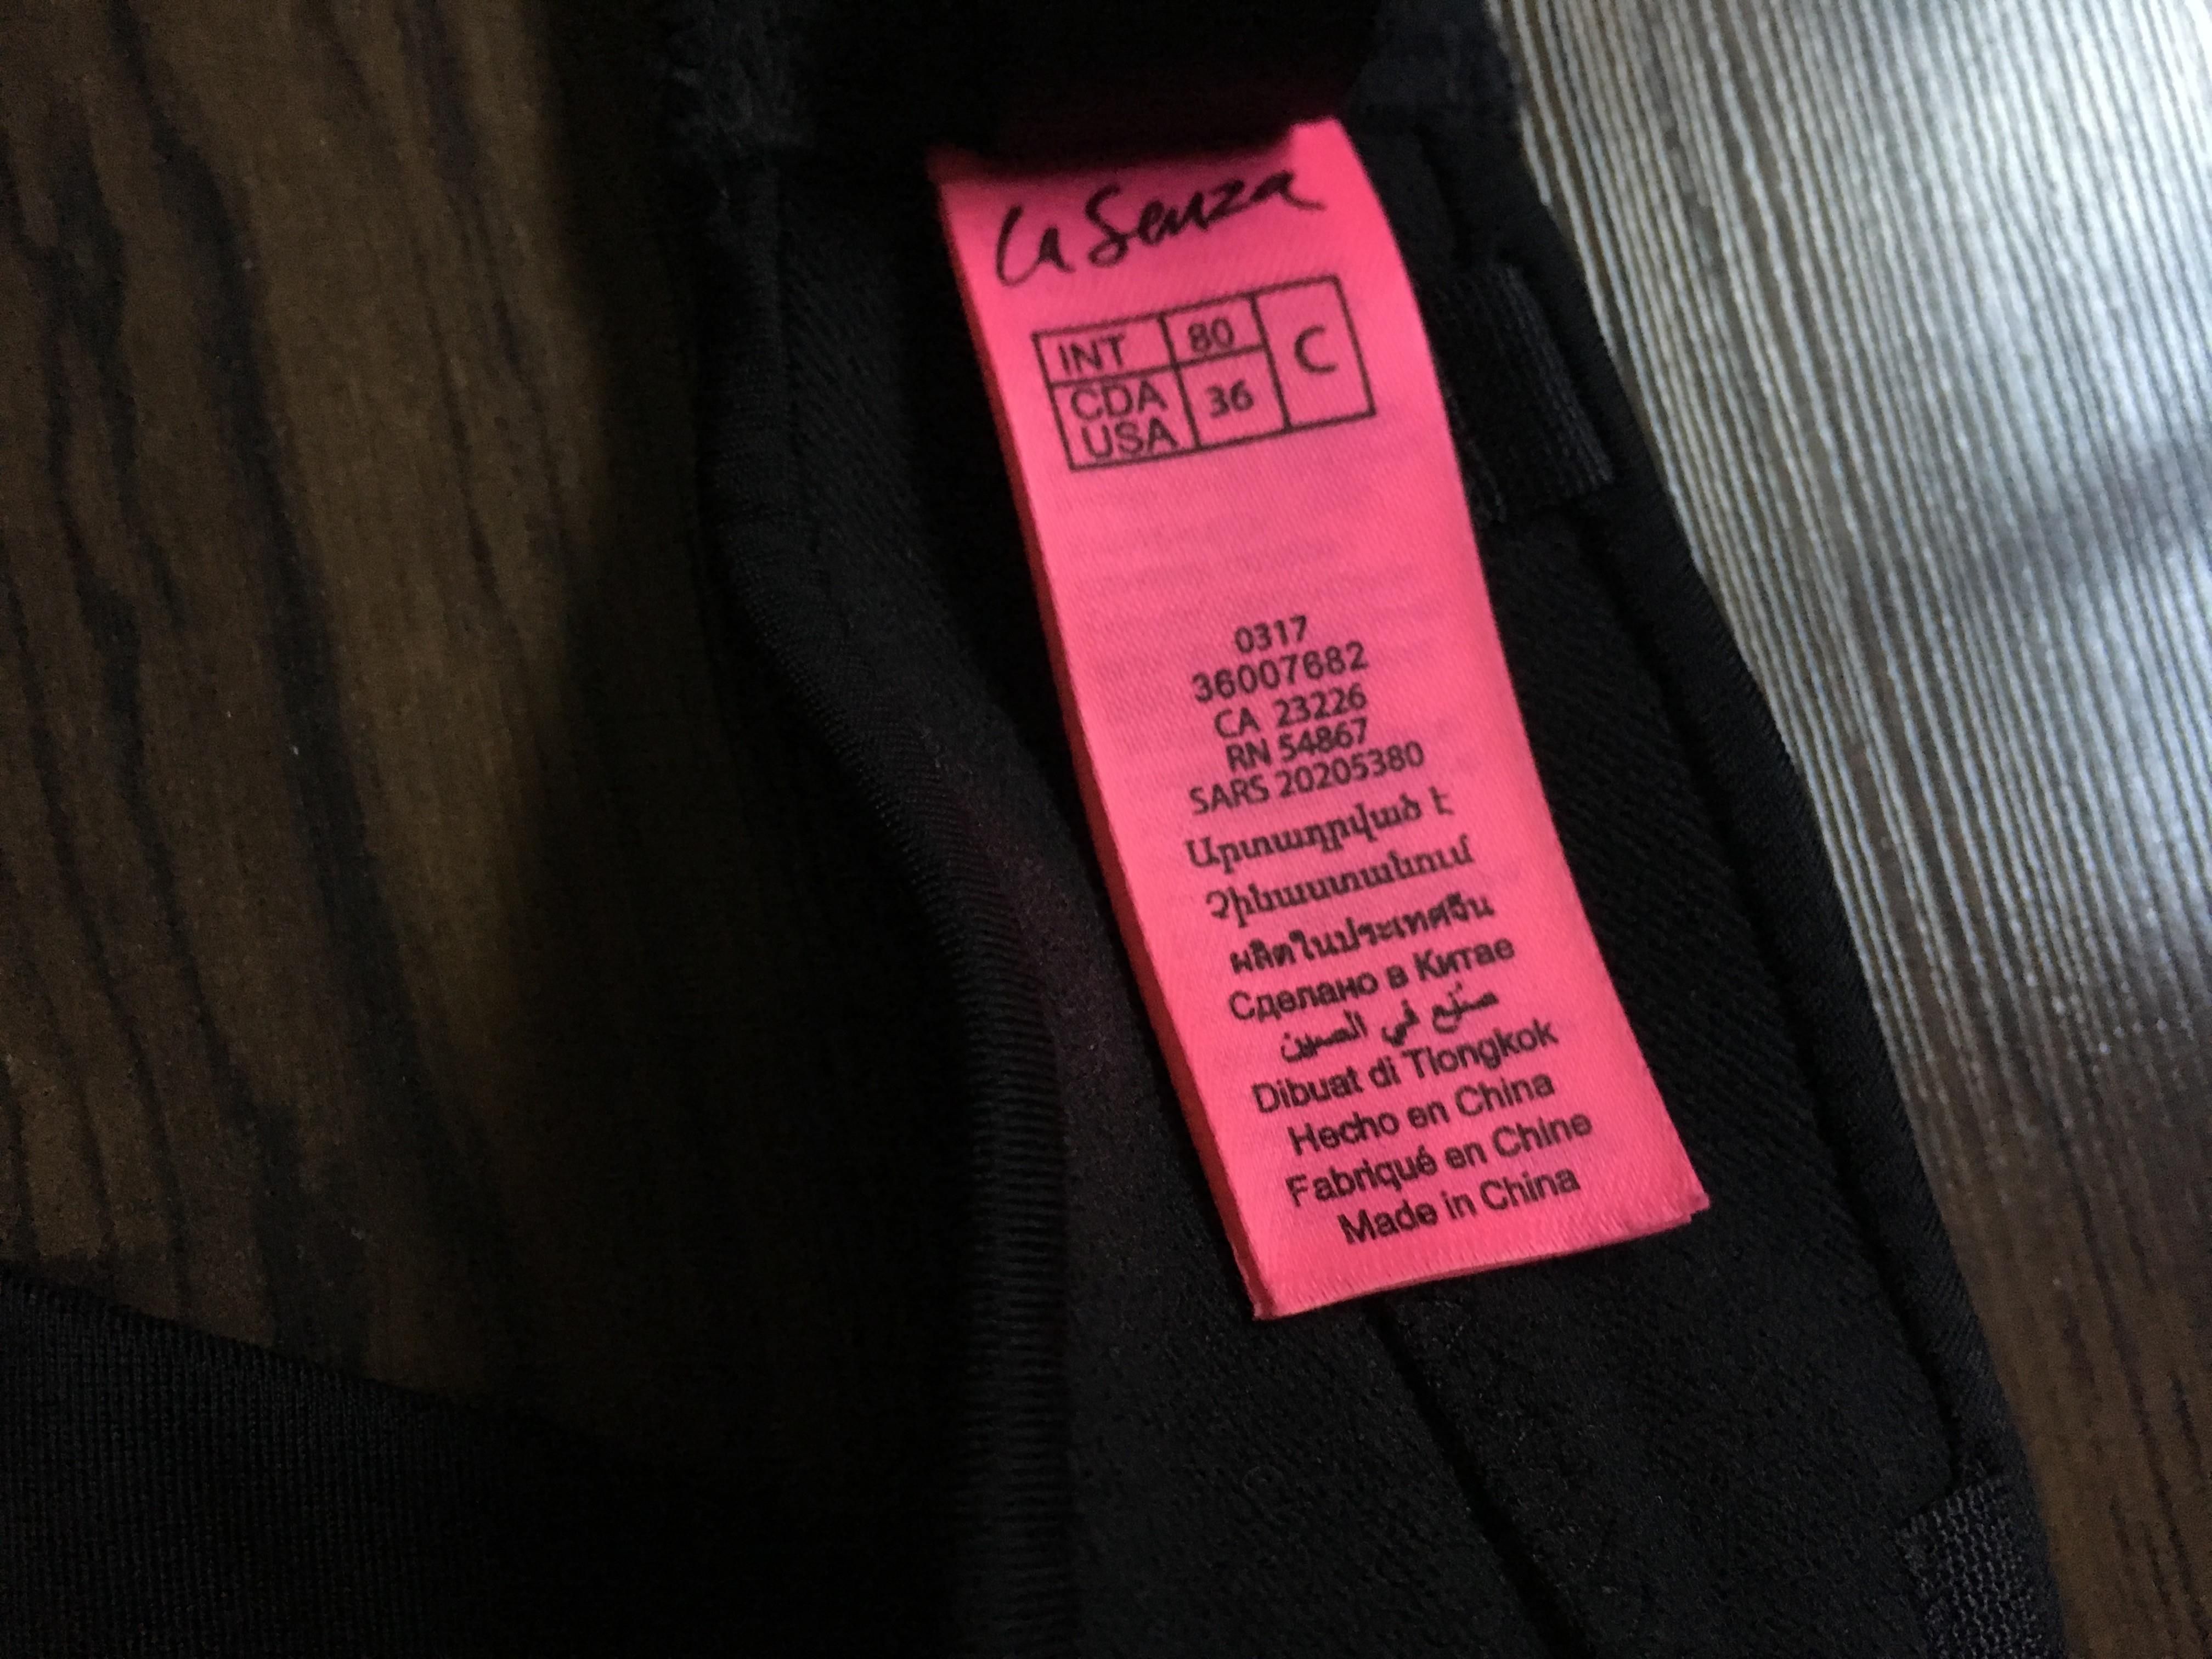 La Senza
INT 80 C
CDA 36
USA
0317
36007682
CA 23226
RN 54867
SARS 20205380
Արտադրված է
Չինաստանում
ผลิตในประเทศจีน
Сделано в Китае
صنع في الصين
Dibuat di Tiongkok
Hecho en China
Fabriqué en Chine
Made in China